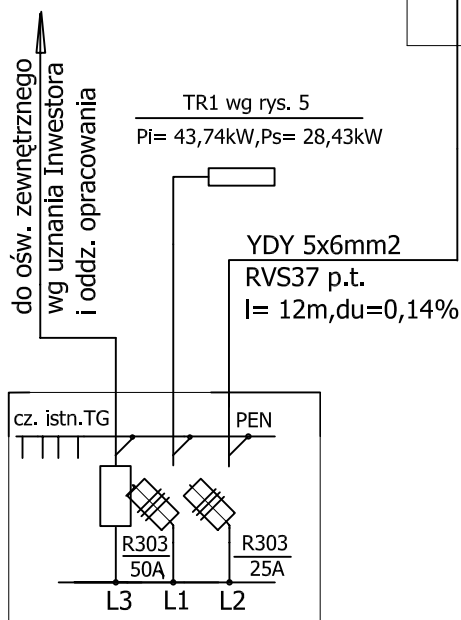 do ośw. zewnętrznego
wg uznania Inwestora
i oddz. opracowania
TR1 wg rys. 5
Pi= 43,74kW,Ps= 28,43kW
YDY 5x6mm2
RVS37 p.t.
l= 12m,du=0,14%
cz. istn.TG
PEN
R303
50A
R303
25A
L3
L1
L2